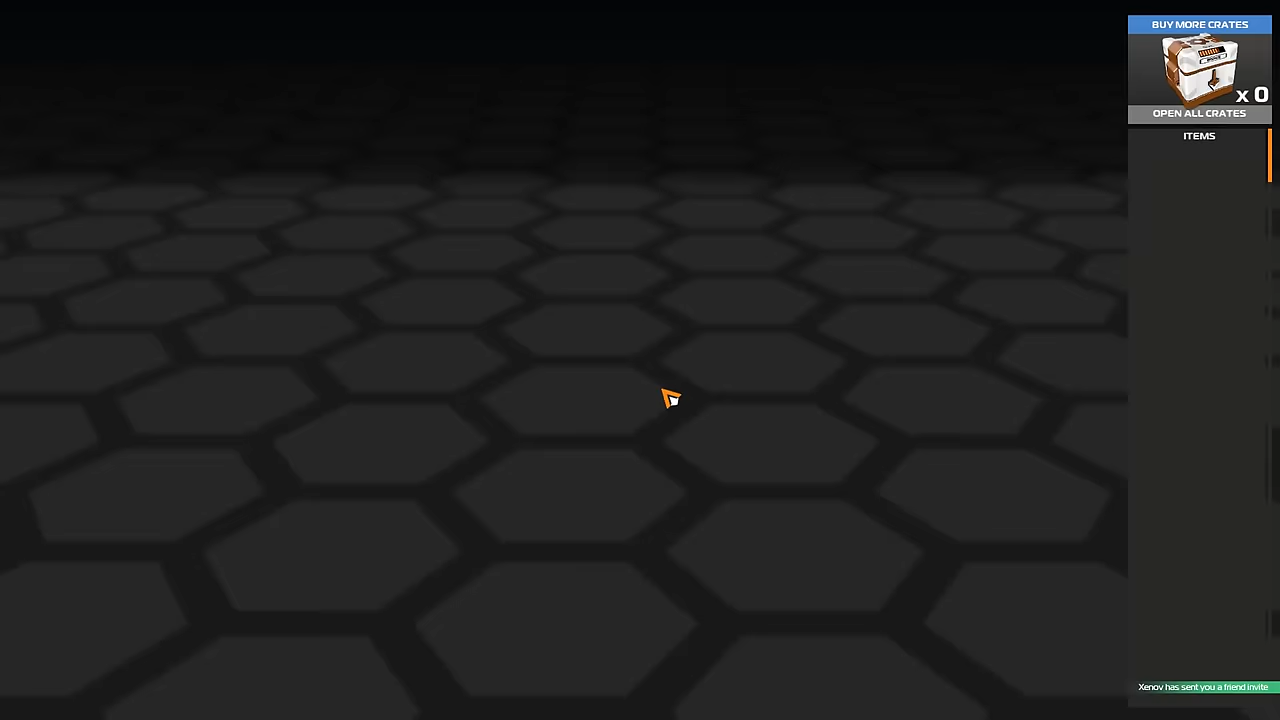 BUY MORE CRATES
x 0
OPEN ALL CRATES
ITEMS
Xenov has sent you a friend invite